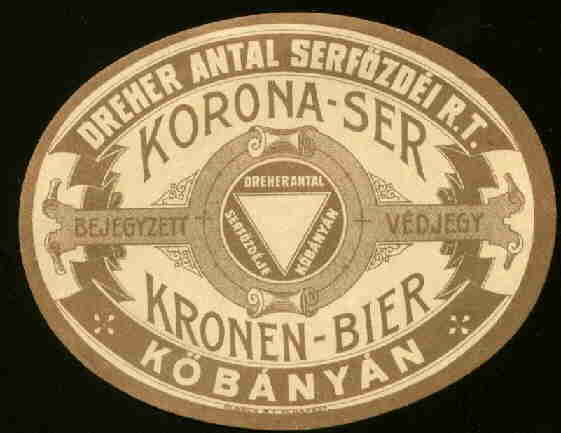 DREHER ANTAL SERFŐZDÉI R.T.
KORONA-SER
DREHER ANTAL
SERFŐZDÉJE
KŐBÁNYÁN
BEJEGYZETT
VÉDJEGY
KRONEN-BIER
KŐBÁNYÁN